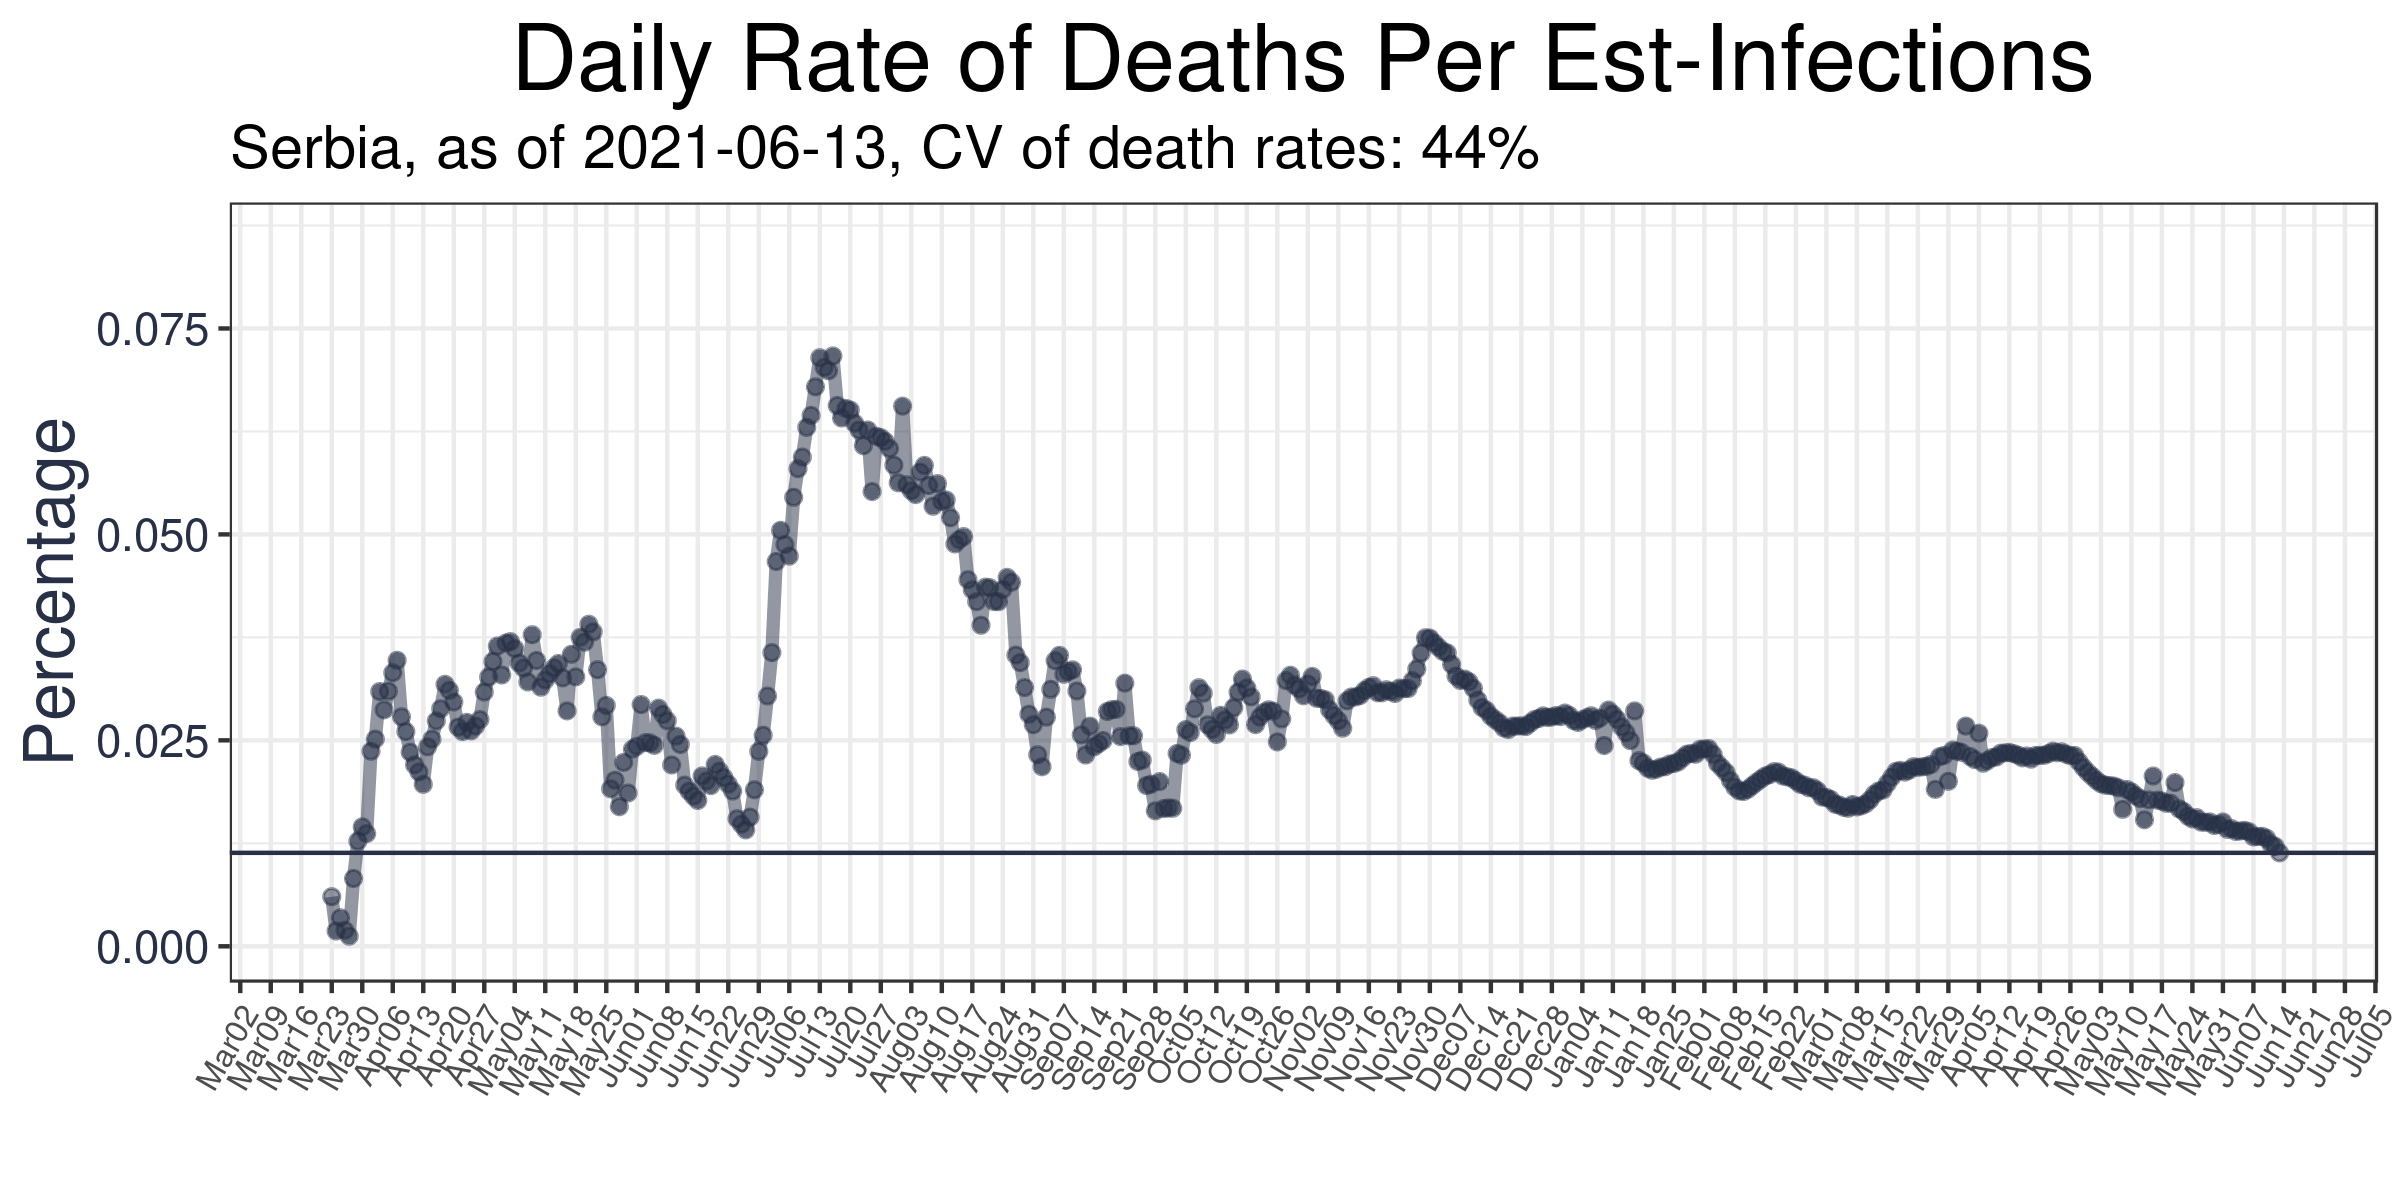 Daily Rate of Deaths Per Est-Infections
Serbia, as of 2021-06-13, CV of death rates: 44%
Percentage
0.075
0.050
0.025
0.000
Mar02
Mar09
Mar16
Mar23
Mar30
Apr06
Apr13
Apr20
Apr27
May04
May11
May18
May25
Jun01
Jun08
Jun15
Jun22
Jun29
Jul06
Jul13
Jul20
Jul27
Aug03
Aug10
Aug17
Aug24
Aug31
Sep07
Sep14
Sep21
Sep28
Oct05
Oct12
Oct19
Oct26
Nov02
Nov09
Nov16
Nov23
Nov30
Dec07
Dec14
Dec21
Dec28
Jan04
Jan11
Jan18
Jan25
Feb01
Feb08
Feb15
Feb22
Mar01
Mar08
Mar15
Mar22
Mar29
Apr05
Apr12
Apr19
Apr26
May03
May10
May17
May24
May31
Jun07
Jun14
Jun21
Jun28
Jul05